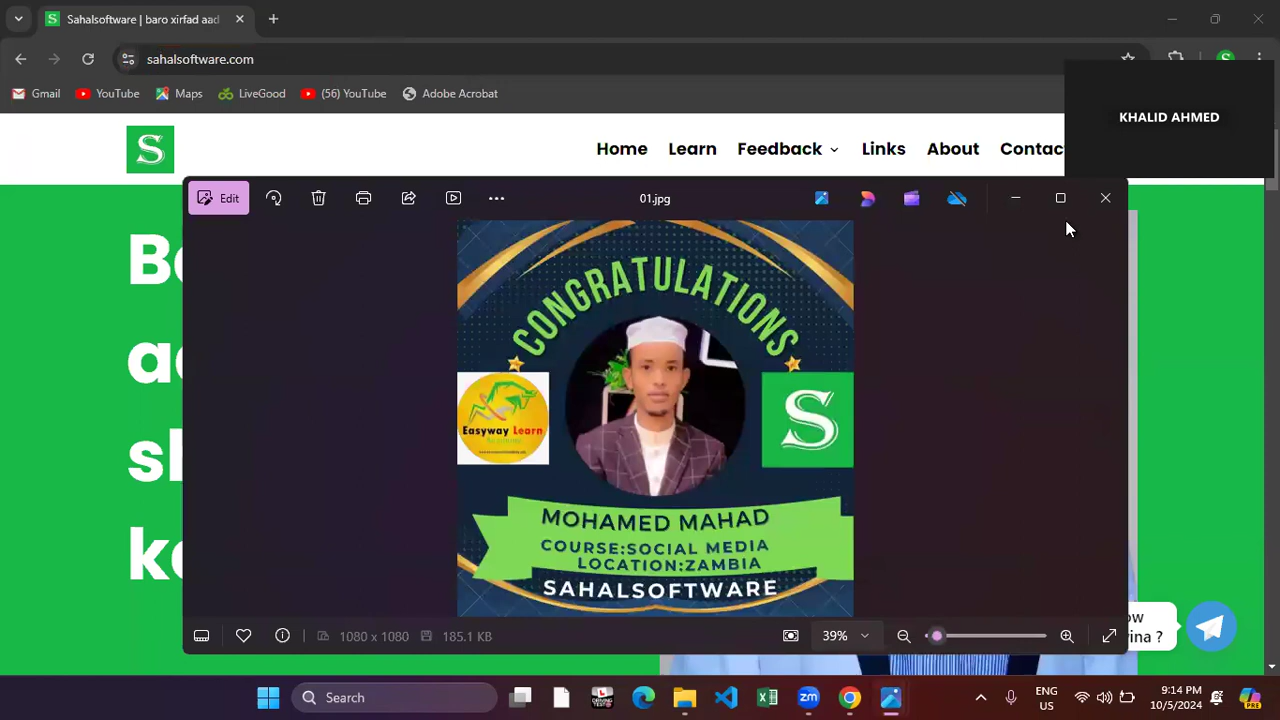 Sahalsoftware | baro xirfad aad
sahalsoftware.com
Gmail
YouTube
Maps
LiveGood
(56) YouTube
Adobe Acrobat
KHALID AHMED
S
Home
Learn
Feedback
Links
About
Contac
Edit
01.jpg
CONGRATULATIONS
Easyway Learn
S
MOHAMED MAHAD
COURSE:SOCIAL MEDIA
LOCATION:ZAMBIA
SAHALSOFTWARE
1080 x 1080
185.1 KB
39%
Search
ENG
US
9:14 PM
10/5/2024
PRE